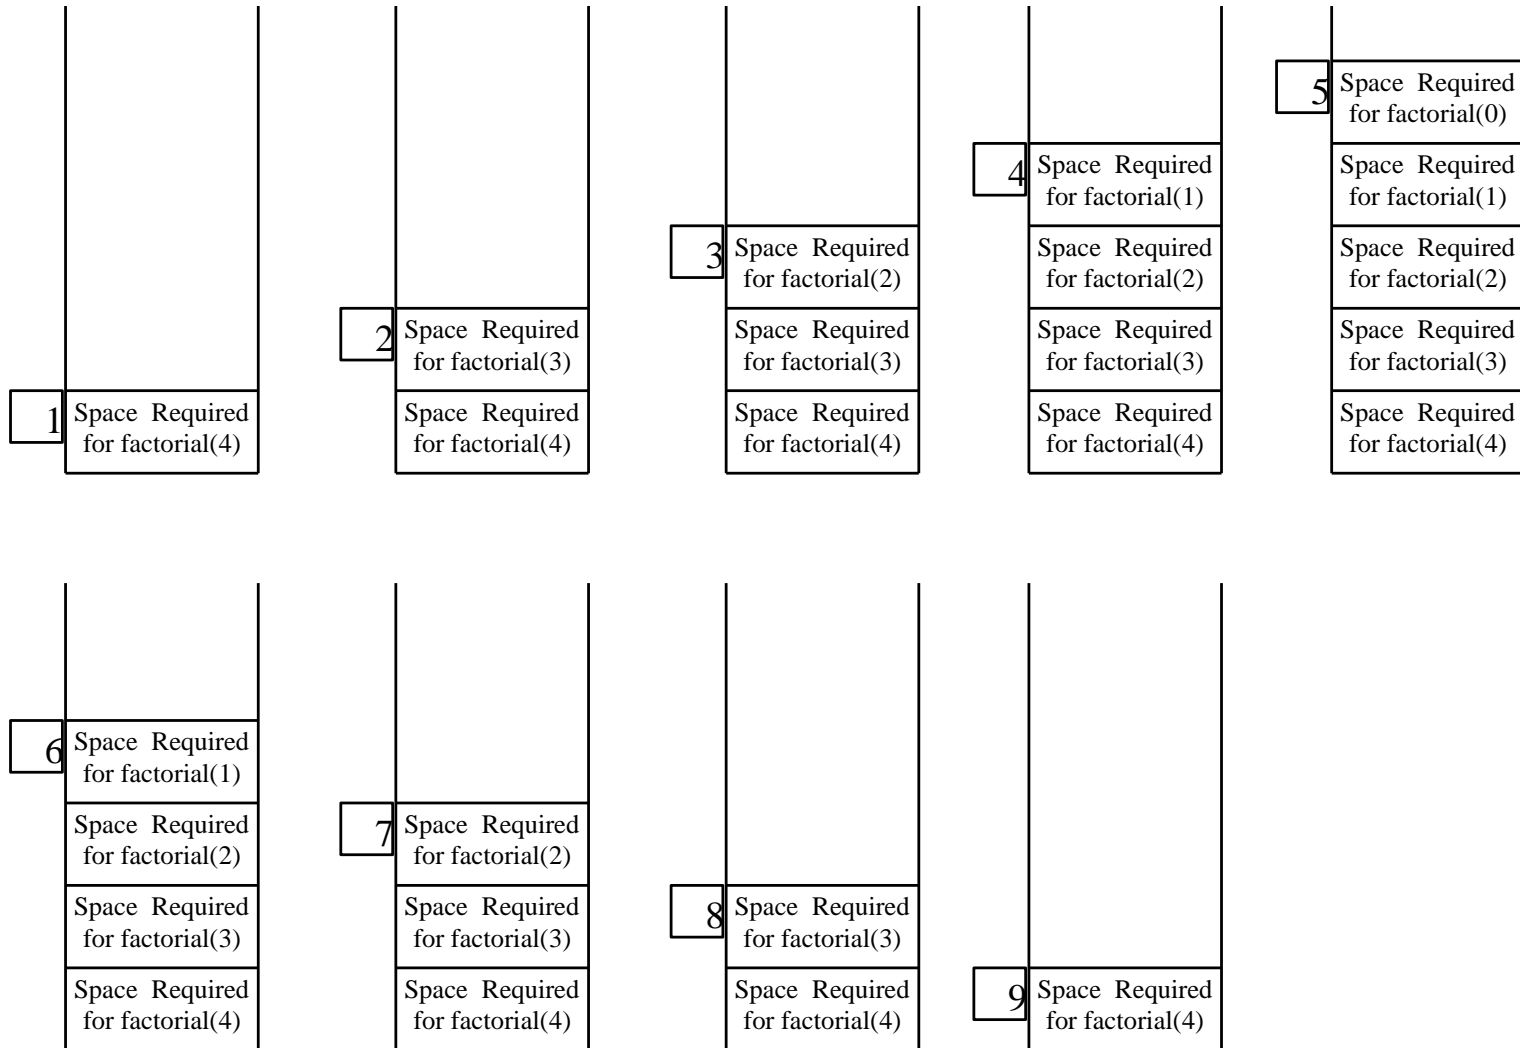 1
Space Required
for factorial(4)
2
Space Required
for factorial(3)
Space Required
for factorial(4)
3
Space Required
for factorial(2)
Space Required
for factorial(3)
Space Required
for factorial(4)
4
Space Required
for factorial(1)
Space Required
for factorial(2)
Space Required
for factorial(3)
Space Required
for factorial(4)
5
Space Required
for factorial(0)
Space Required
for factorial(1)
Space Required
for factorial(2)
Space Required
for factorial(3)
Space Required
for factorial(4)
6
Space Required
for factorial(1)
Space Required
for factorial(2)
Space Required
for factorial(3)
Space Required
for factorial(4)
7
Space Required
for factorial(2)
Space Required
for factorial(3)
Space Required
for factorial(4)
8
Space Required
for factorial(3)
Space Required
for factorial(4)
9
Space Required
for factorial(4)